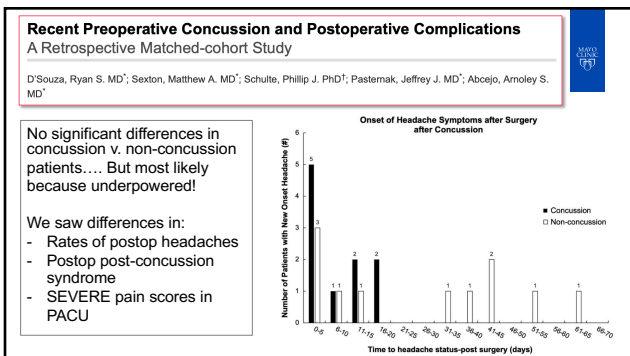 Recent Preoperative Concussion and Postoperative Complications
A Retrospective Matched-cohort Study
D'Souza, Ryan S. MD*; Sexton, Matthew A. MD*; Schulte, Phillip J. PhD†; Pasternak, Jeffrey J. MD*; Abcejo, Arnoley S.
MD*
MAYO
CLINIC
No significant differences in
concussion v. non-concussion
patients…. But most likely
because underpowered!
We saw differences in:
- Rates of postop headaches
- Postop post-concussion
syndrome
- SEVERE pain scores in
PACU
Onset of Headache Symptoms after Surgery
after Concussion
Number of Patients with New Onset Headache (#)
6
5
4
3
2
1
0
5
3
1
1
2
1
2
1
1
2
1
1
Concussion
Non-concussion
0-5
6-10
11-15
16-20
21-25
26-30
31-35
36-40
41-45
46-50
51-55
56-60
61-65
66-70
Time to headache status-post surgery (days)